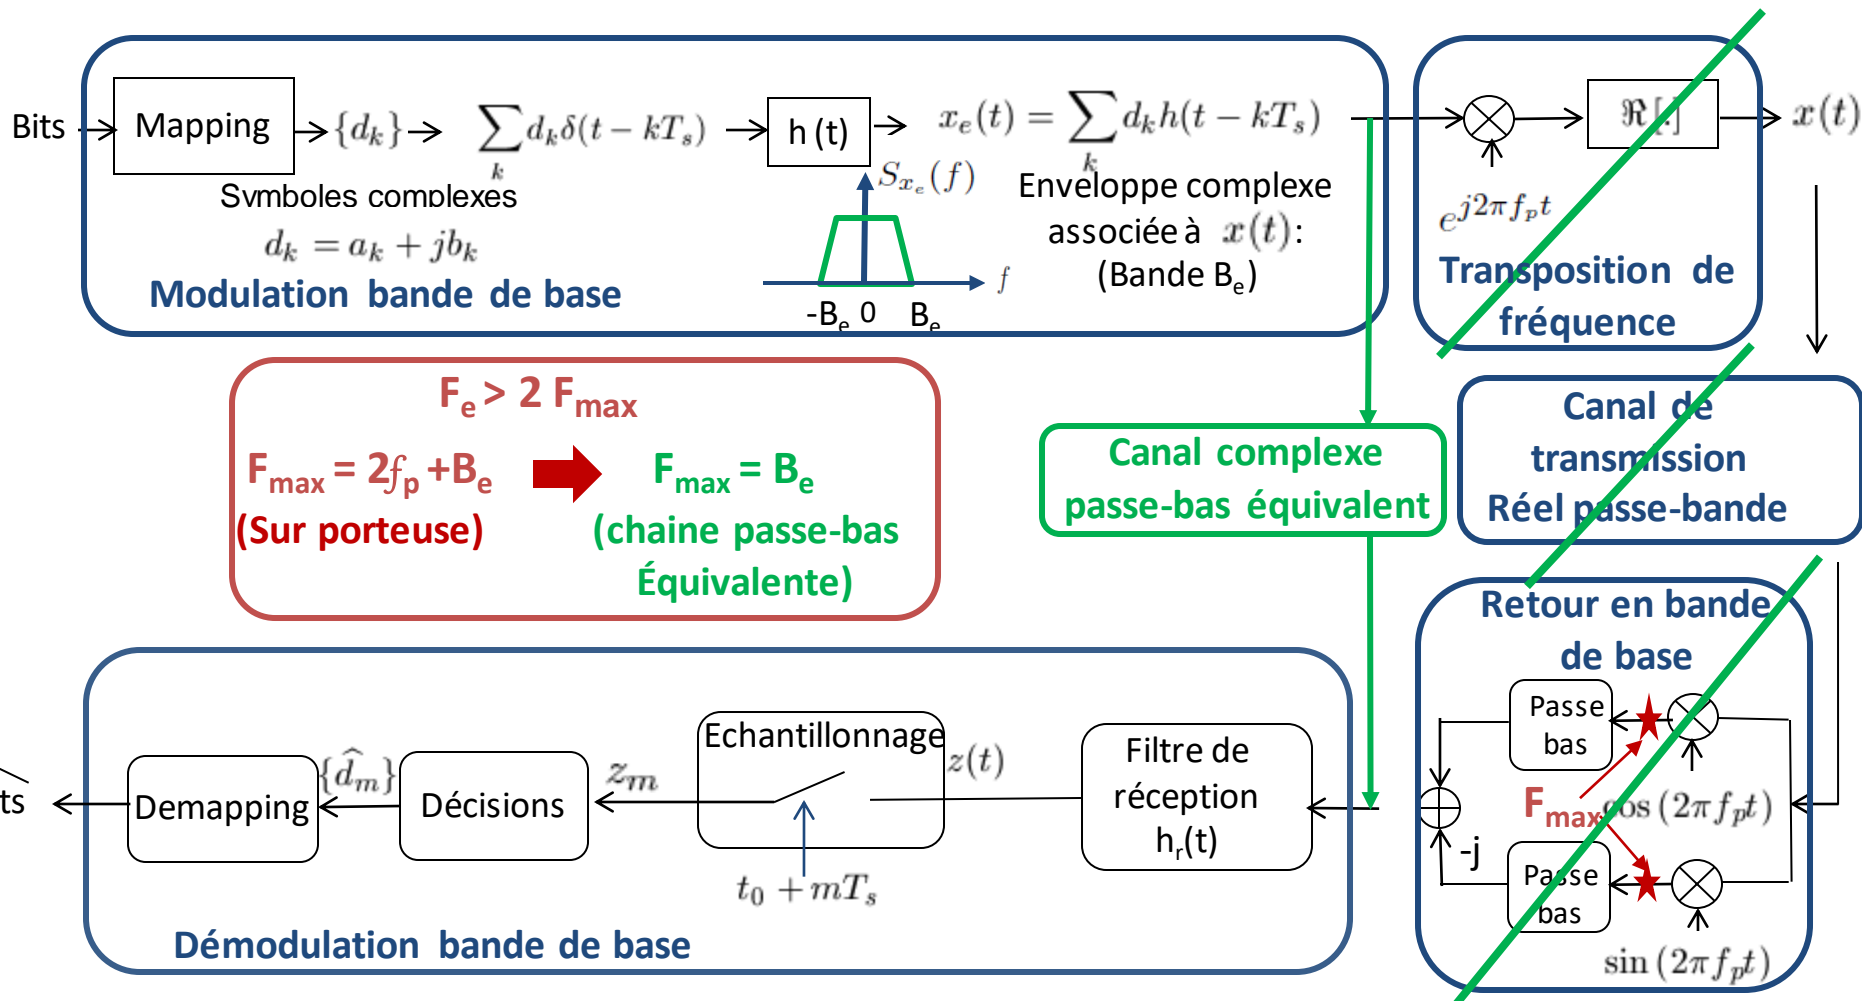 Bits
Mapping
{d_k}
∑_k d_k δ(t − kT_s)
h (t)
x_e(t) = ∑_k d_k h(t − kT_s)
ℜ[.]
x(t)
Symboles complexes
d_k = a_k + jb_k
Modulation bande de base
S_{x_e}(f)
f
-B_e 0 B_e
Enveloppe complexe
associée à x(t):
(Bande B_e)
e^{j2πf_p t}
Transposition de
fréquence
F_e > 2 F_max
F_max = 2f_p +B_e
(Sur porteuse)
F_max = B_e
(chaine passe-bas
Équivalente)
Canal complexe
passe-bas équivalent
Canal de
transmission
Réel passe-bande
Retour en bande
de base
Passe
bas
F_max
cos (2πf_p t)
-j
Passe
bas
sin (2πf_p t)
Filtre de
réception
h_r(t)
z(t)
Echantillonnage
t_0 + mT_s
z_m
Décisions
{d̂_m}
Demapping
ts
Démodulation bande de base